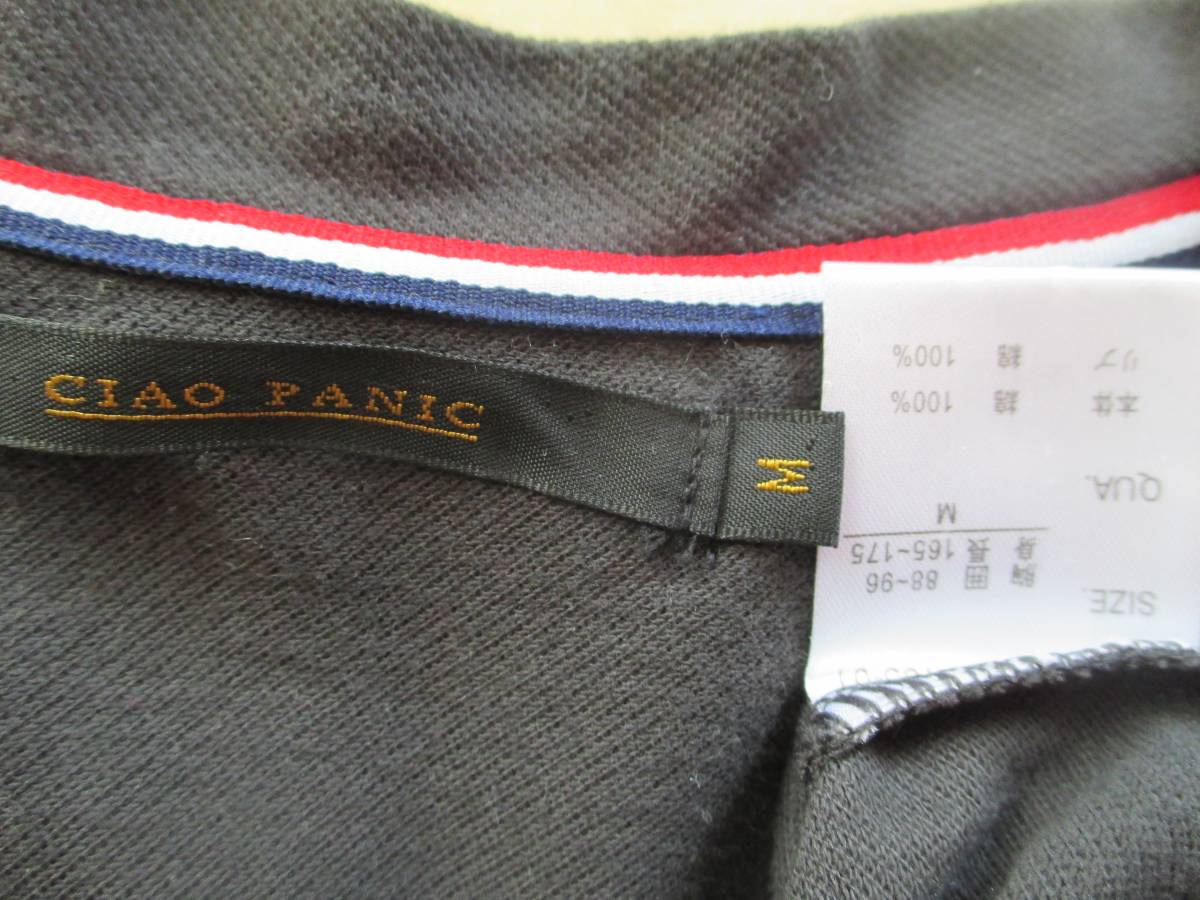 CIAO PANIC
M
SIZE.
胸囲 88~96
身長 165~175
M
QUA.
本体 綿 100%
リブ 綿 100%